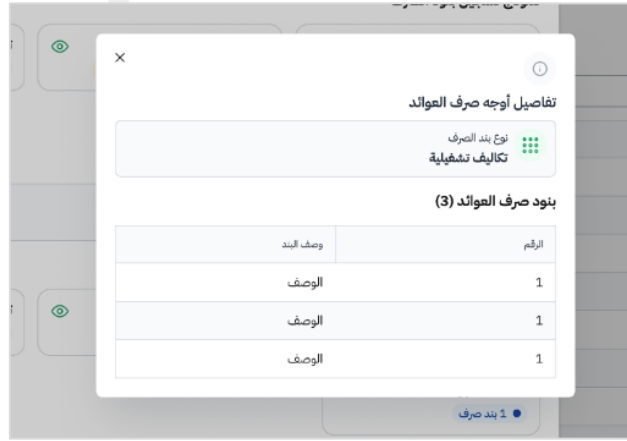 تفاصيل أوجه صرف العوائد
نوع بند الصرف
تكاليف تشغيلية
بنود صرف العوائد (3)
الرقم وصف البند
1 الوصف
1 الوصف
1 الوصف
1 بند صرف